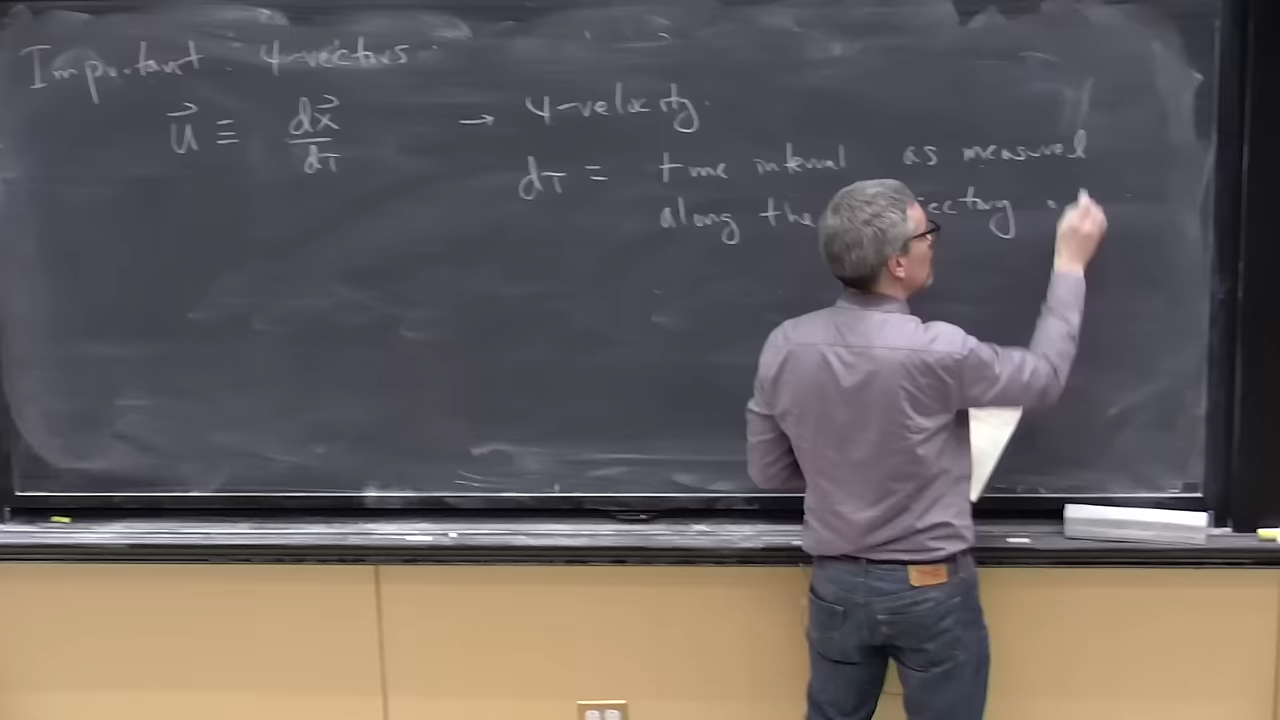 Important 4-vectors.
u⃗ ≡ dx⃗/dτ → 4-velocity.
dτ ≡ time interval as measured
along the